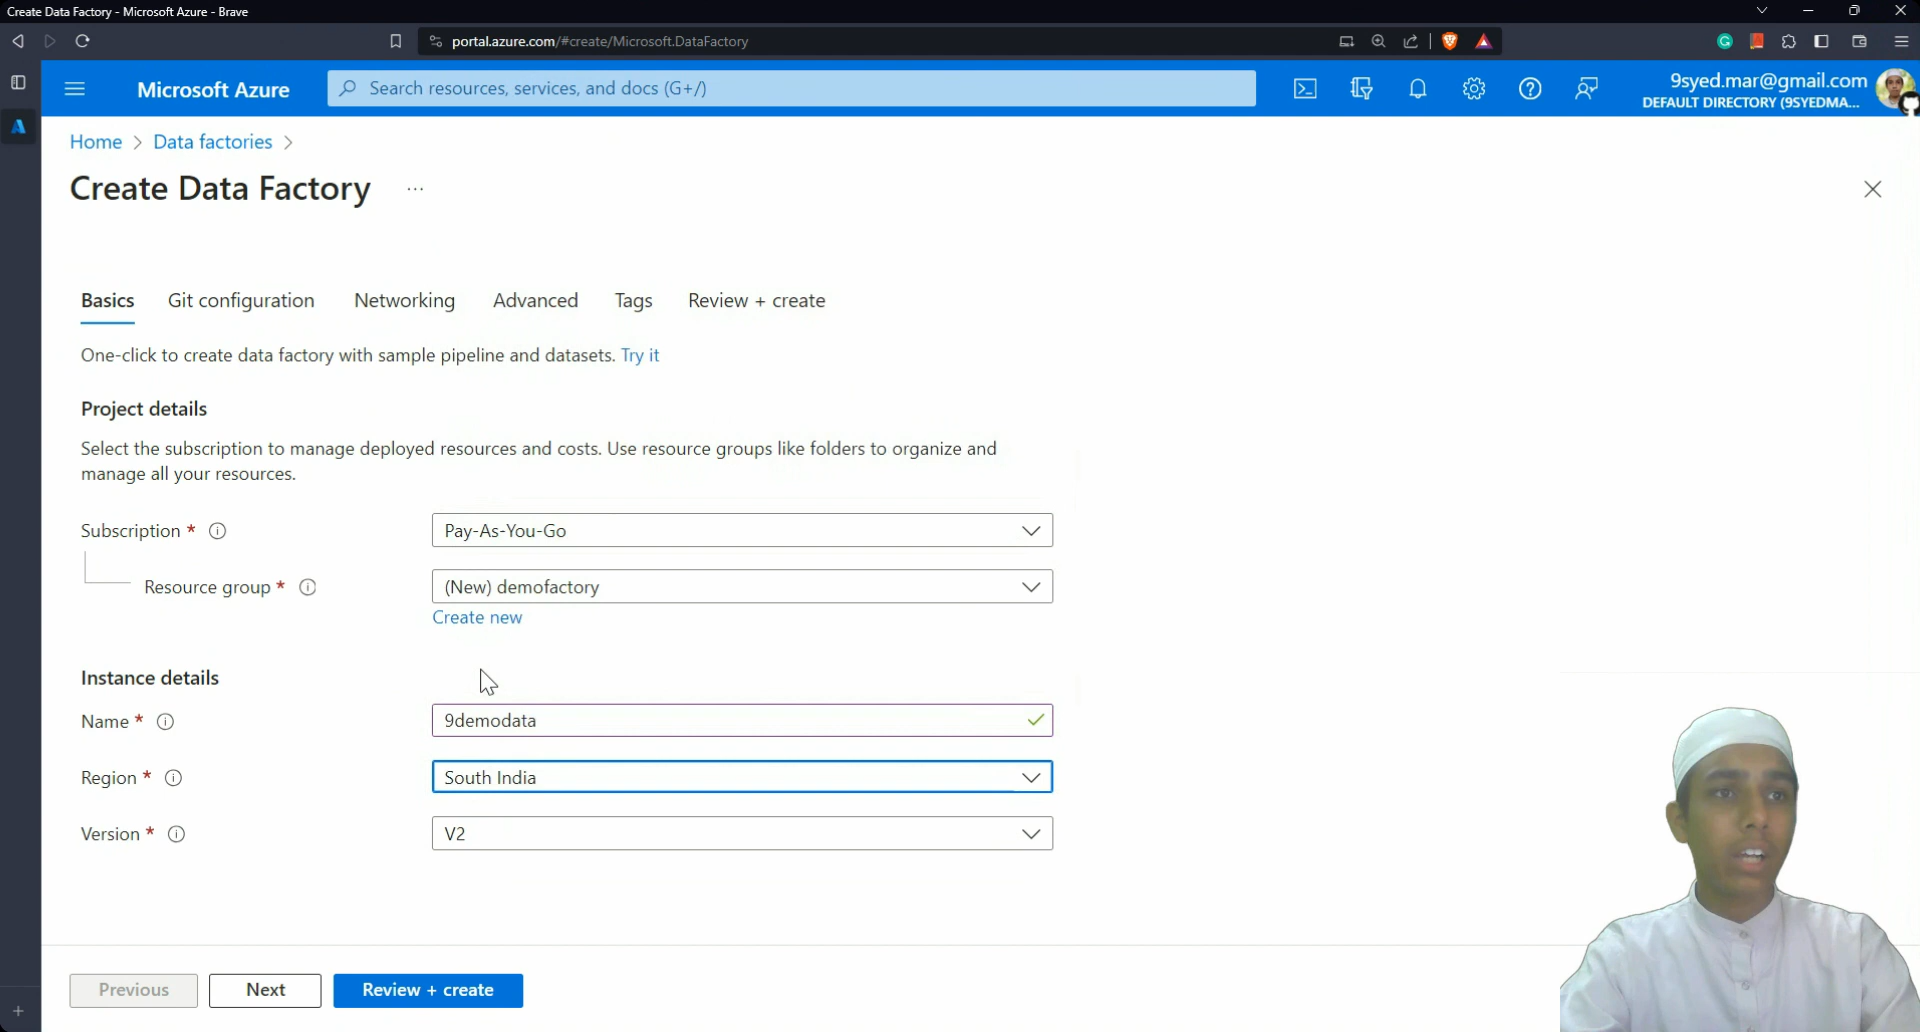 Create Data Factory - Microsoft Azure - Brave
portal.azure.com/#create/Microsoft.DataFactory
Microsoft Azure
Search resources, services, and docs (G+/)
9syed.mar@gmail.com
DEFAULT DIRECTORY (9SYEDMA...
Home > Data factories >
Create Data Factory ...
Basics Git configuration Networking Advanced Tags Review + create
One-click to create data factory with sample pipeline and datasets. Try it
Project details
Select the subscription to manage deployed resources and costs. Use resource groups like folders to organize and
manage all your resources.
Subscription * Pay-As-You-Go
Resource group * (New) demofactory
Create new
Instance details
Name * 9demodata
Region * South India
Version * V2
Previous Next Review + create